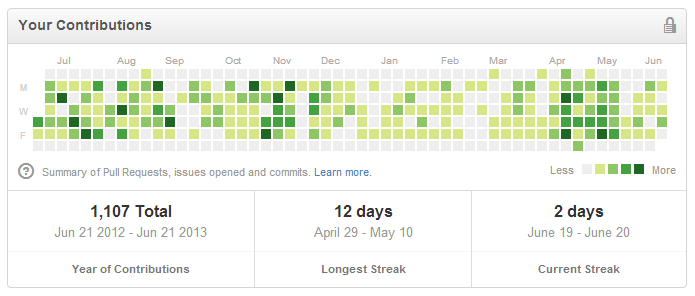 Your Contributions
Jul Aug Sep Oct Nov Dec Jan Feb Mar Apr May Jun
M
W
F
? Summary of Pull Requests, issues opened and commits. Learn more. Less More
1,107 Total 12 days 2 days
Jun 21 2012 - Jun 21 2013 April 29 - May 10 June 19 - June 20
Year of Contributions Longest Streak Current Streak